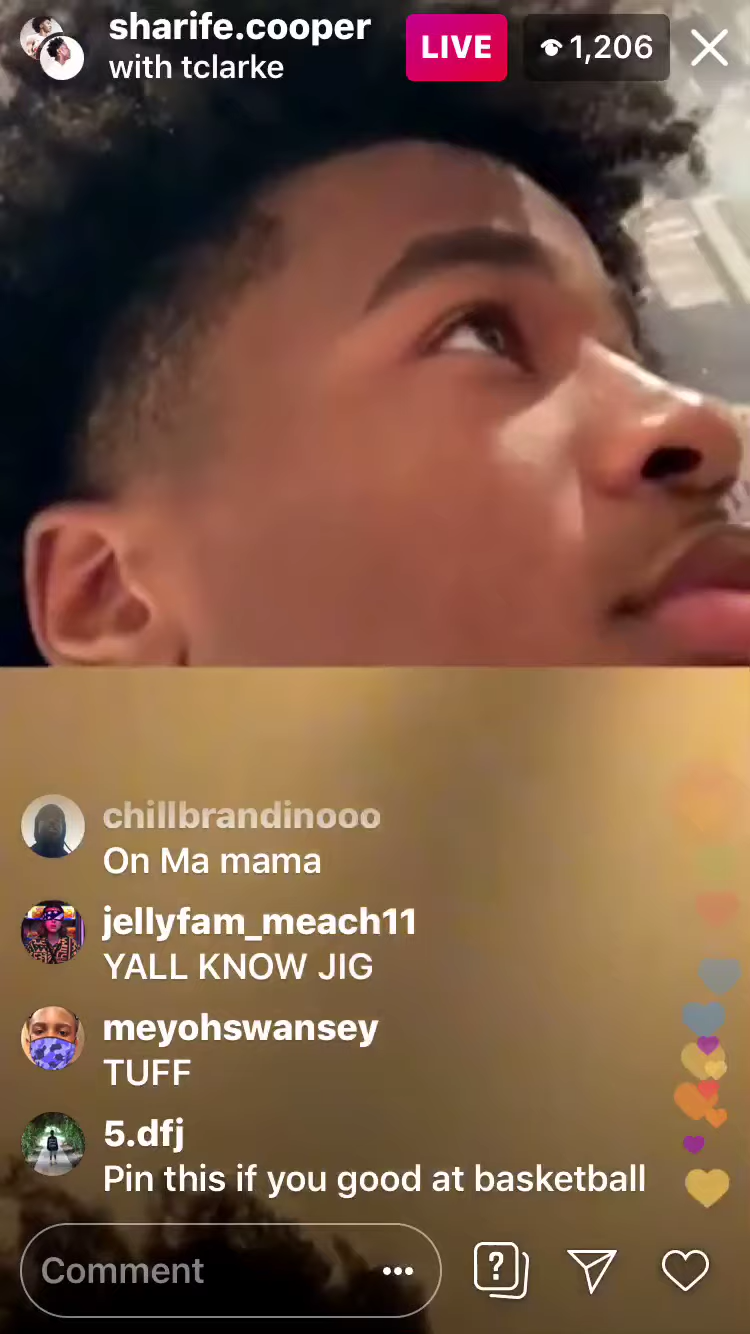 sharife.cooper
with tclarke
LIVE
1,206
chillbrandinooo
On Ma mama
jellyfam_meach11
YALL KNOW JIG
meyohswansey
TUFF
5.dfj
Pin this if you good at basketball
Comment
?